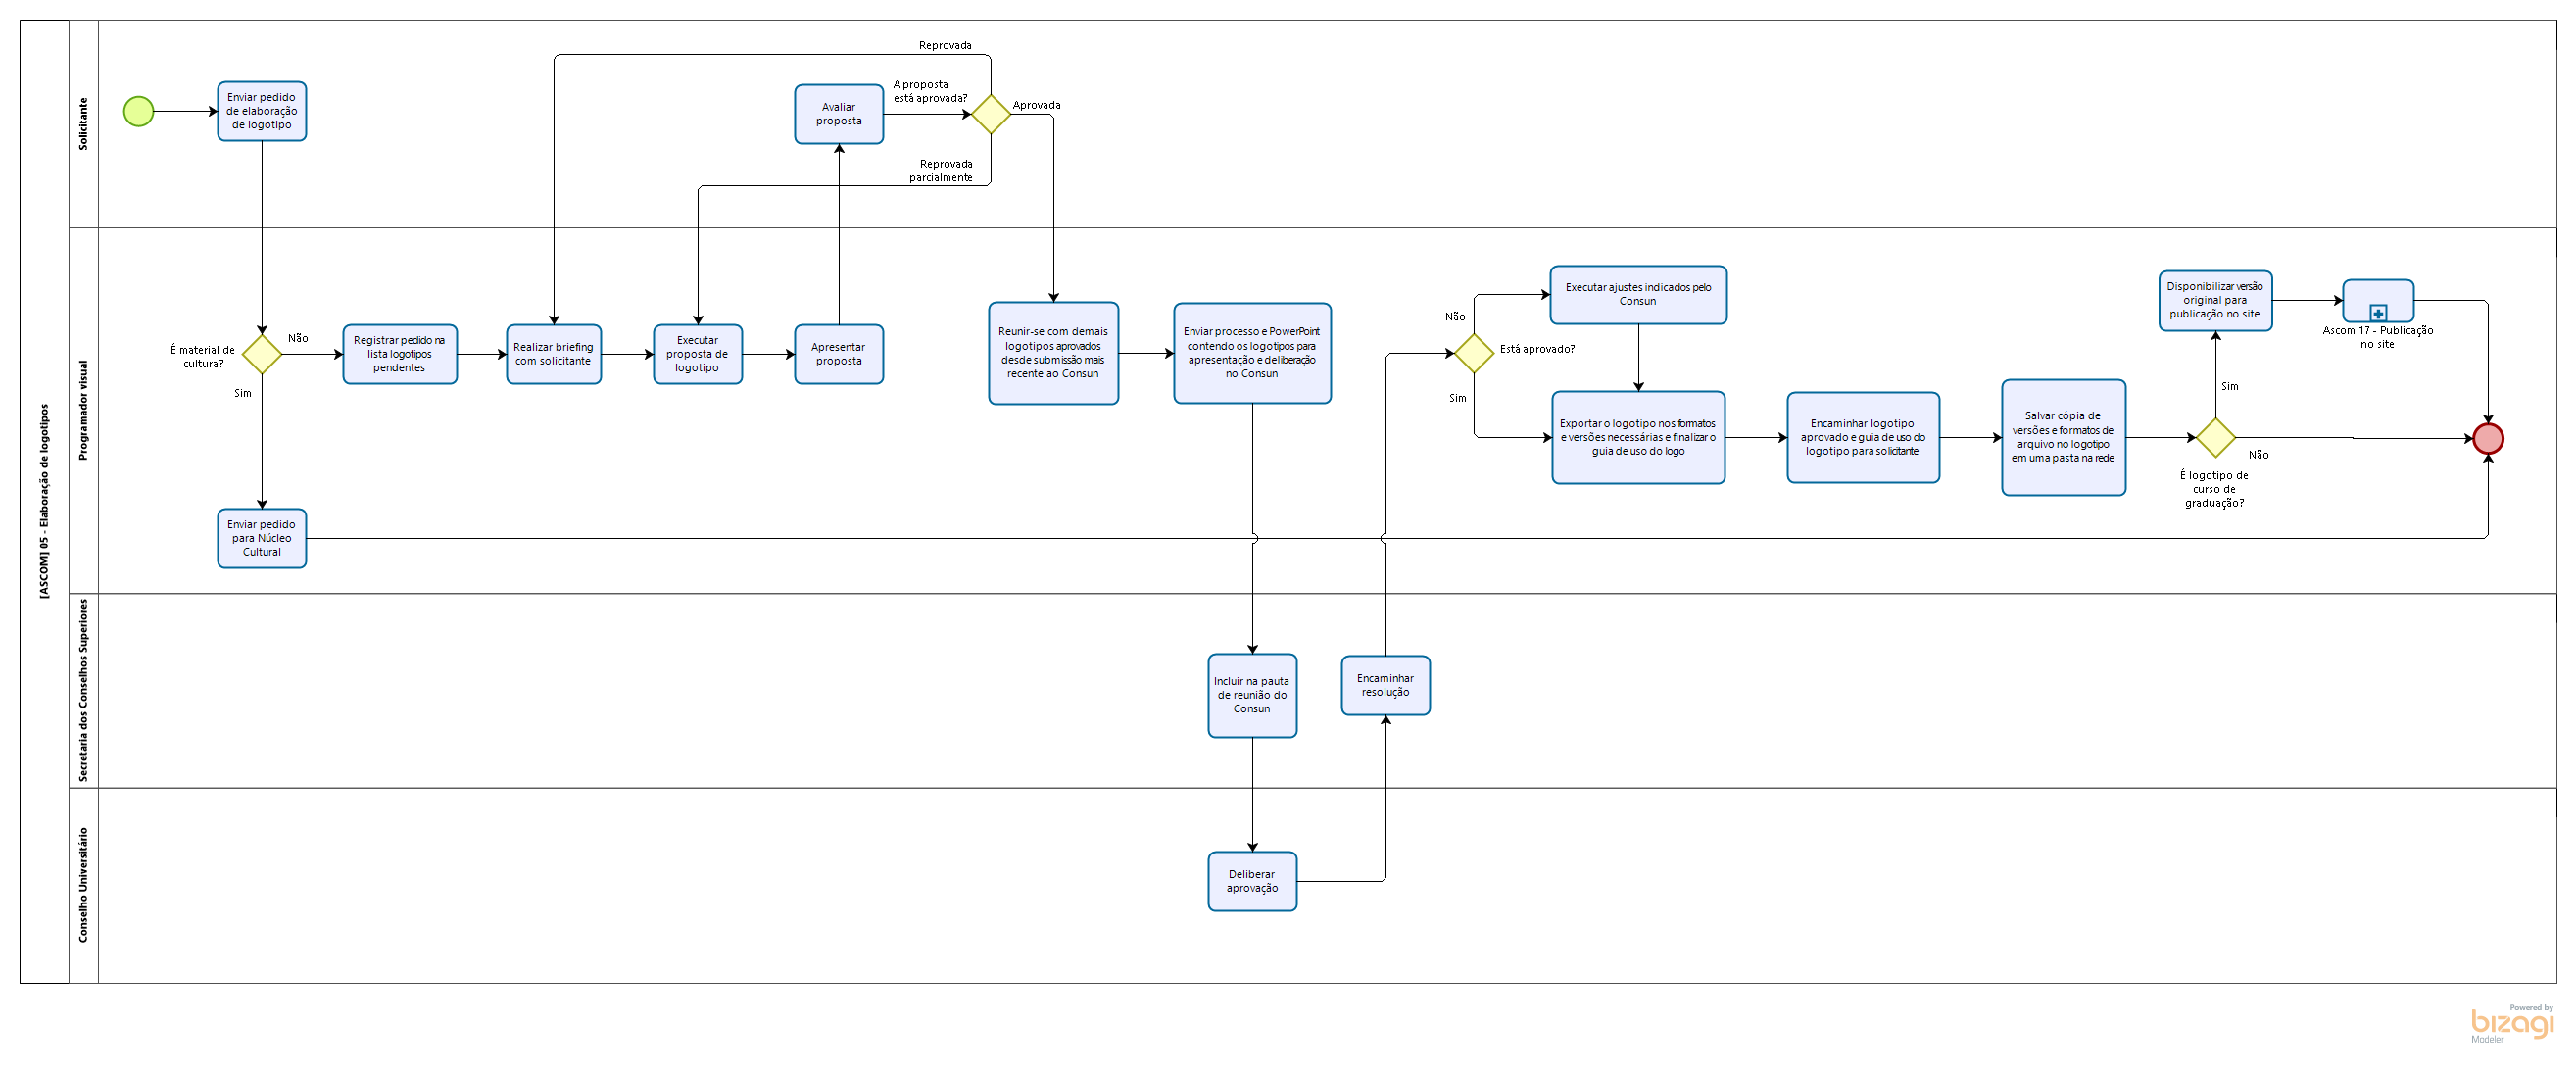 [ASCOM] 05 - Elaboração de logotipos
Solicitante
Enviar pedido
de elaboração
de logotipo
Reprovada
Avaliar
proposta
A proposta
está aprovada?
Aprovada
Reprovada
parcialmente
Programador visual
É material de
cultura?
Não
Sim
Registrar pedido na
lista logotipos
pendentes
Realizar briefing
com solicitante
Executar
proposta de
logotipo
Apresentar
proposta
Reunir-se com demais
logotipos aprovados
desde submissão mais
recente ao Consun
Enviar processo e PowerPoint
contendo os logotipos para
apresentação e deliberação
no Consun
Não
Está aprovado?
Sim
Executar ajustes indicados pelo
Consun
Exportar o logotipo nos formatos
e versões necessárias e finalizar o
guia de uso do logo
Encaminhar logotipo
aprovado e guia de uso do
logotipo para solicitante
Salvar cópia de
versões e formatos de
arquivo no logotipo
em uma pasta na rede
Disponibilizar versão
original para
publicação no site
Ascom 17 - Publicação
no site
Sim
Não
É logotipo de
curso de
graduação?
Enviar pedido
para Núcleo
Cultural
Secretaria dos Conselhos Superiores
Incluir na pauta
de reunião do
Consun
Encaminhar
resolução
Conselho Universitário
Deliberar
aprovação
Powered by
bizagi
Modeler